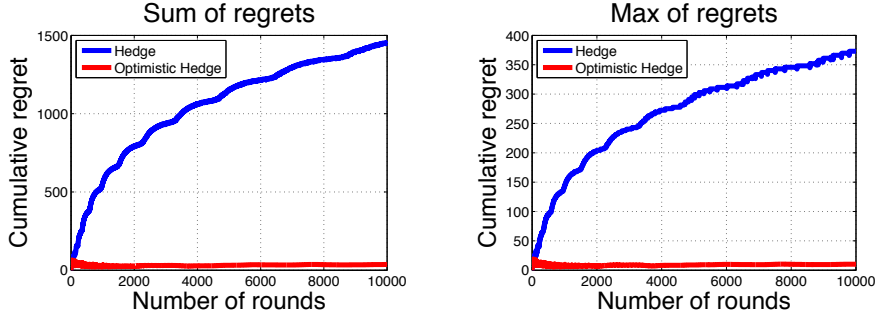 Sum of regrets
1500
1000
500
0
Cumulative regret
Hedge
Optimistic Hedge
0 2000 4000 6000 8000 10000
Number of rounds
Max of regrets
400
350
300
250
200
150
100
50
0
Cumulative regret
Hedge
Optimistic Hedge
0 2000 4000 6000 8000 10000
Number of rounds